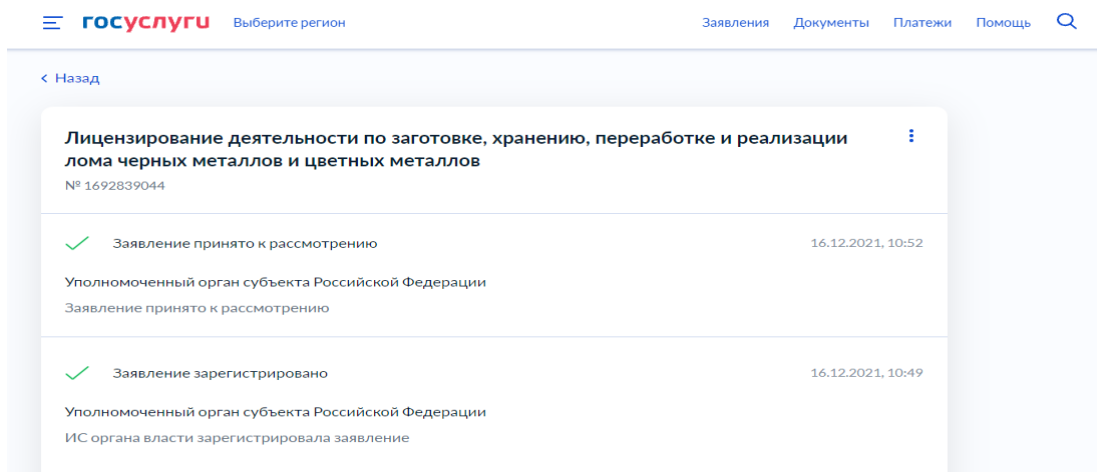 госуслуги Выберите регион Заявления Документы Платежи Помощь
Назад
Лицензирование деятельности по заготовке, хранению, переработке и реализации
лома черных металлов и цветных металлов
№ 1692839044
Заявление принято к рассмотрению 16.12.2021, 10:52
Уполномоченный орган субъекта Российской Федерации
Заявление принято к рассмотрению
Заявление зарегистрировано 16.12.2021, 10:49
Уполномоченный орган субъекта Российской Федерации
ИС органа власти зарегистрировала заявление